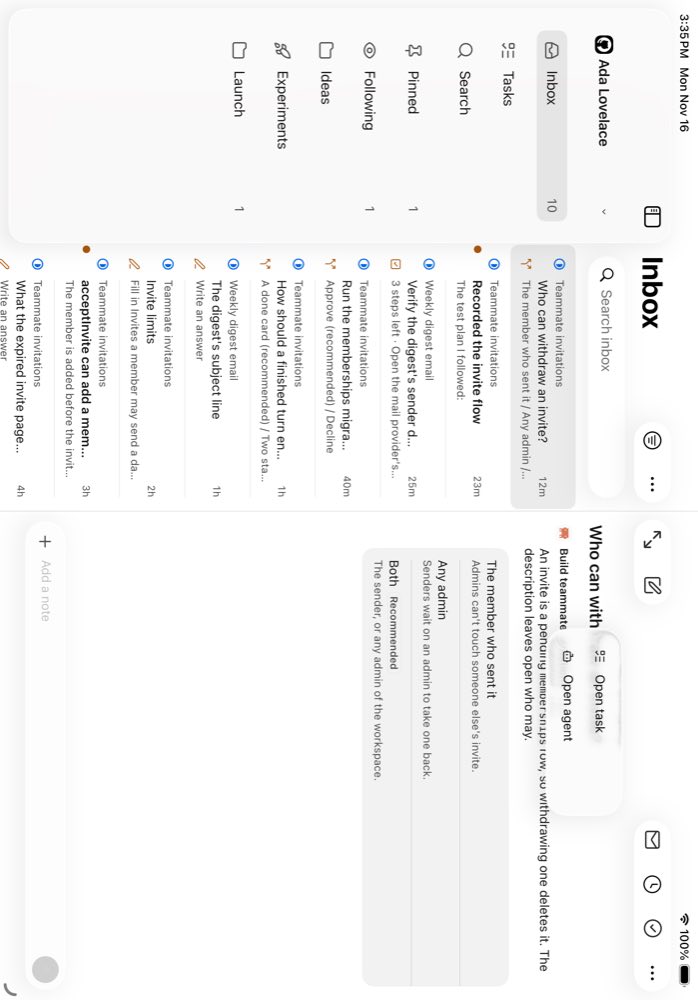 3:35 PM Mon Nov 16
100%
Ada Lovelace
Inbox 10
Tasks
Search
Pinned 1
Following 1
Ideas
Experiments
Launch 1
Inbox
Search inbox
Teammate invitations
Who can withdraw an invite? 12m
The member who sent it / Any admin /...
Teammate invitations
Recorded the invite flow 23m
The test plan I followed:
Weekly digest email
Verify the digest's sender d... 25m
3 steps left · Open the mail provider's...
Teammate invitations
Run the memberships migra... 40m
Approve (recommended) / Decline
Teammate invitations
How should a finished turn en... 1h
A done card (recommended) / Two sta...
Weekly digest email
The digest's subject line 1h
Write an answer
Teammate invitations
Invite limits 2h
Fill in Invites a member may send a da...
Teammate invitations
acceptInvite can add a mem... 3h
The member is added before the invit...
Teammate invitations
What the expired invite page... 4h
Write an answer
Open task
Open agent
Who can with
Build teammate
An invite is a pending memberships row, so withdrawing one deletes it. The
description leaves open who may.
The member who sent it
Admins can't touch someone else's invite.
Any admin
Senders wait on an admin to take one back.
Both Recommended
The sender, or any admin of the workspace.
Add a note